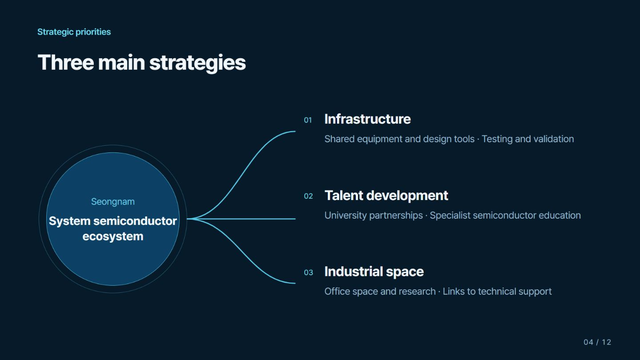 Strategic priorities
Three main strategies
Seongnam
System semiconductor
ecosystem
01
Infrastructure
Shared equipment and design tools · Testing and validation
02
Talent development
University partnerships · Specialist semiconductor education
03
Industrial space
Office space and research · Links to technical support
04 / 12